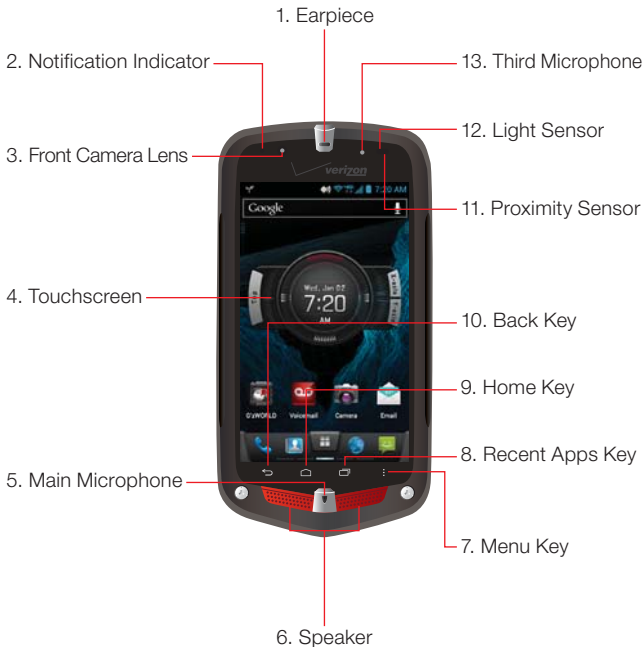 1. Earpiece
2. Notification Indicator
13. Third Microphone
12. Light Sensor
3. Front Camera Lens
verizon
7:20 AM
11. Proximity Sensor
Google
4. Touchscreen
Wed, Jan 02
7:20
AM
10. Back Key
9. Home Key
G'zWORLD Voicemail Camera Email
8. Recent Apps Key
5. Main Microphone
7. Menu Key
6. Speaker